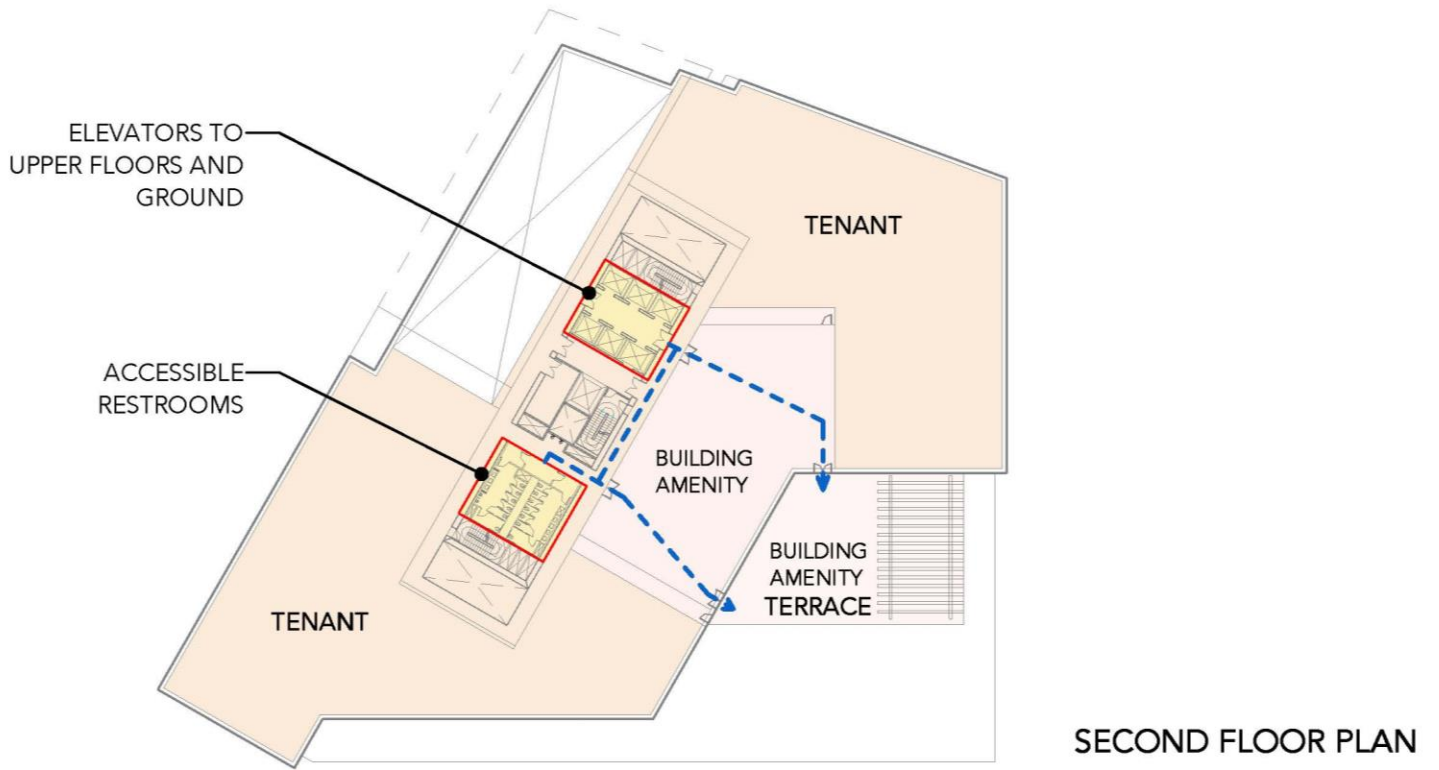 ELEVATORS TO
UPPER FLOORS AND
GROUND
TENANT
ACCESSIBLE
RESTROOMS
BUILDING
AMENITY
BUILDING
AMENITY
TERRACE
TENANT
SECOND FLOOR PLAN